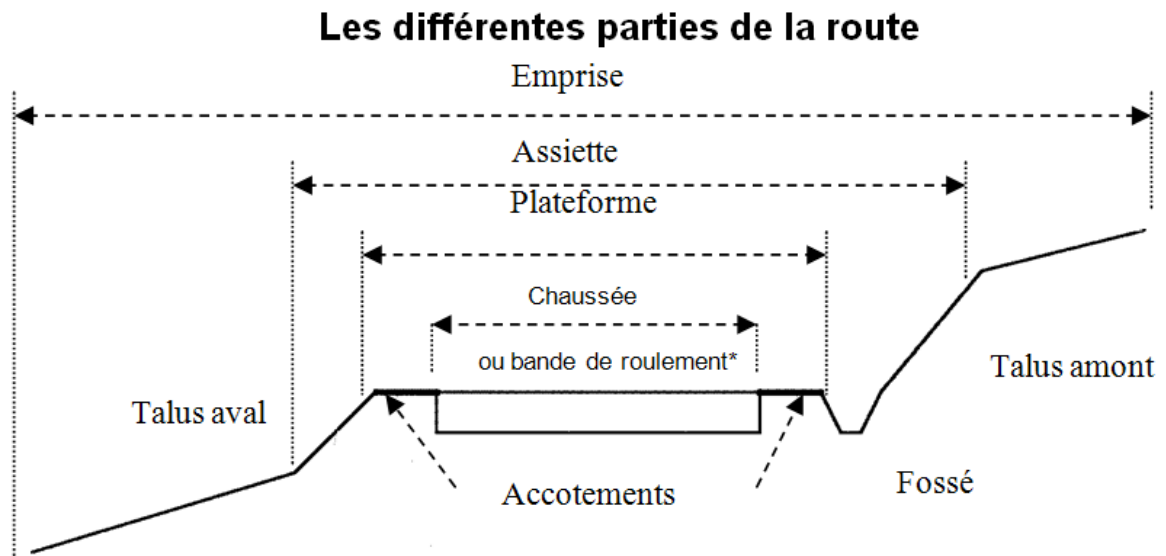 Les différentes parties de la route
Emprise
Assiette
Plateforme
Chaussée
ou bande de roulement*
Talus amont
Talus aval
Fossé
Accotements